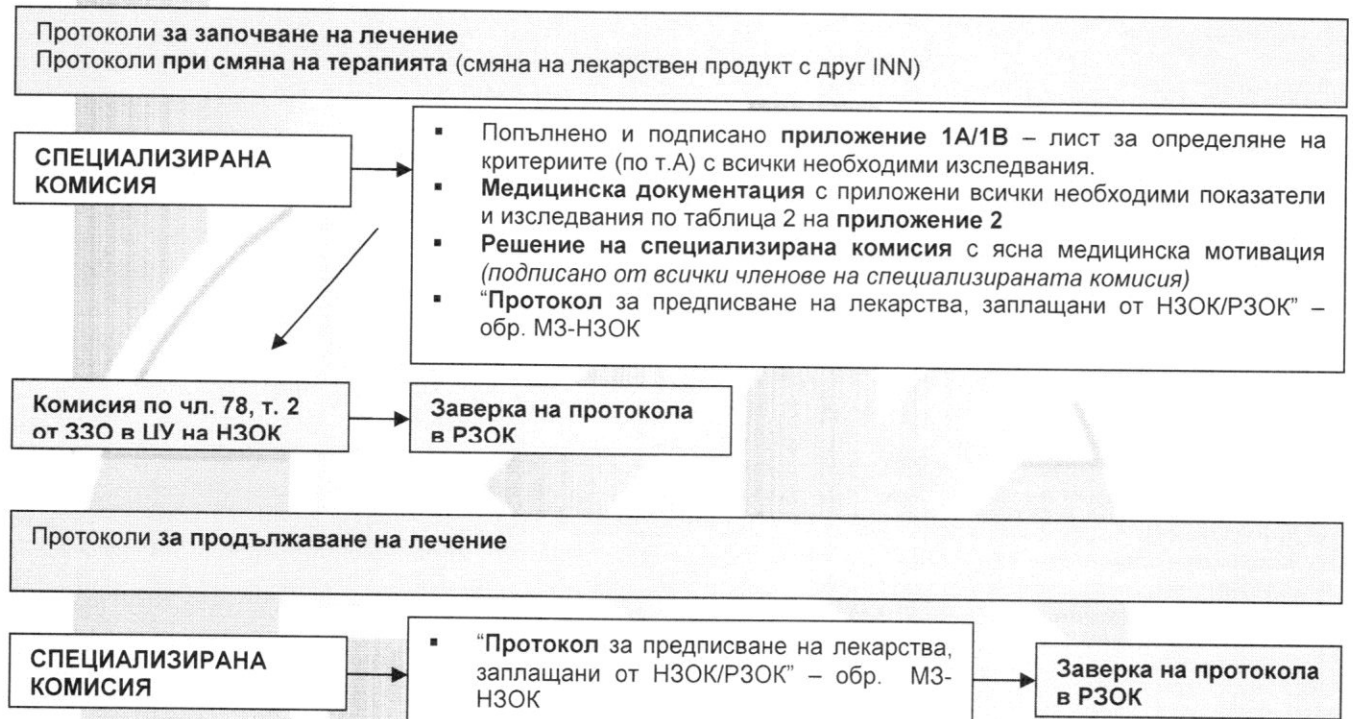 Протоколи за започване на лечение
Протоколи при смяна на терапията (смяна на лекарствен продукт с друг INN)
СПЕЦИАЛИЗИРАНА
КОМИСИЯ
▪ Попълнено и подписано приложение 1А/1В – лист за определяне на
критериите (по т.А) с всички необходими изследвания.
▪ Медицинска документация с приложени всички необходими показатели
и изследвания по таблица 2 на приложение 2
▪ Решение на специализирана комисия с ясна медицинска мотивация
(подписано от всички членове на специализираната комисия)
▪ “Протокол за предписване на лекарства, заплащани от НЗОК/РЗОК” –
обр. МЗ-НЗОК
Комисия по чл. 78, т. 2
от ЗЗО в ЦУ на НЗОК
Заверка на протокола
в РЗОК
Протоколи за продължаване на лечение
СПЕЦИАЛИЗИРАНА
КОМИСИЯ
▪ “Протокол за предписване на лекарства,
заплащани от НЗОК/РЗОК” – обр. МЗ-
НЗОК
Заверка на протокола
в РЗОК